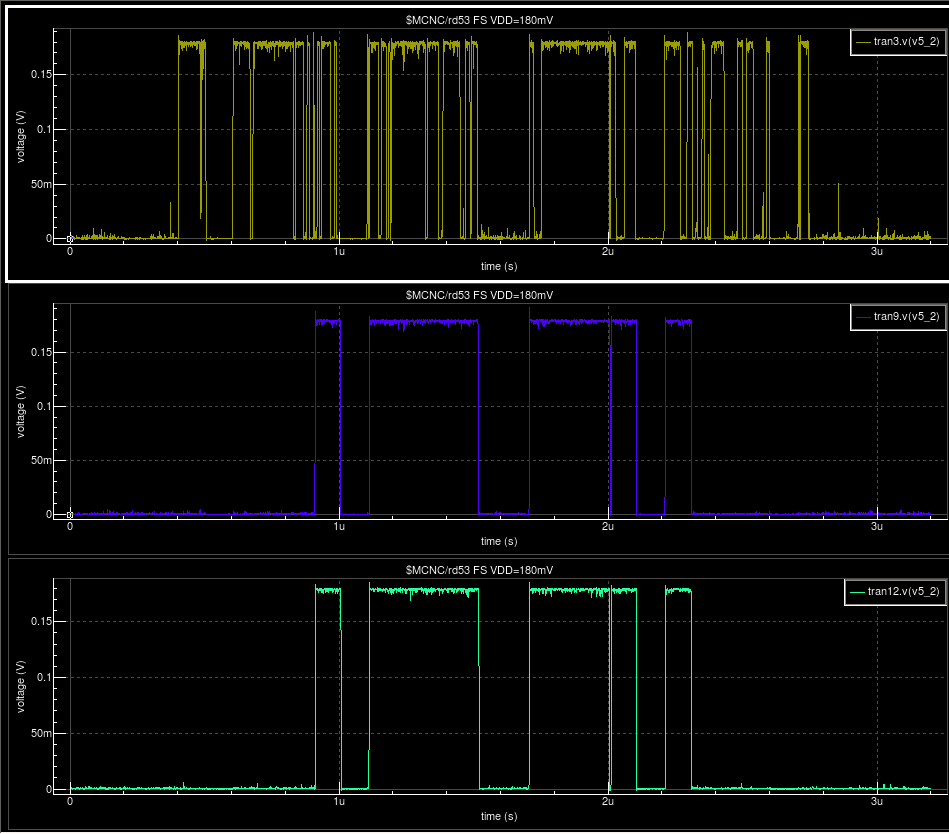 $MCNC/rd53 FS VDD=180mV
tran3.v(v5_2)
0.15
0.1
50m
0
voltage (V)
0 1u 2u 3u
time (s)
$MCNC/rd53 FS VDD=180mV
tran9.v(v5_2)
0.15
0.1
50m
0
voltage (V)
0 1u 2u 3u
time (s)
$MCNC/rd53 FS VDD=180mV
tran12.v(v5_2)
0.15
0.1
50m
0
voltage (V)
0 1u 2u 3u
time (s)